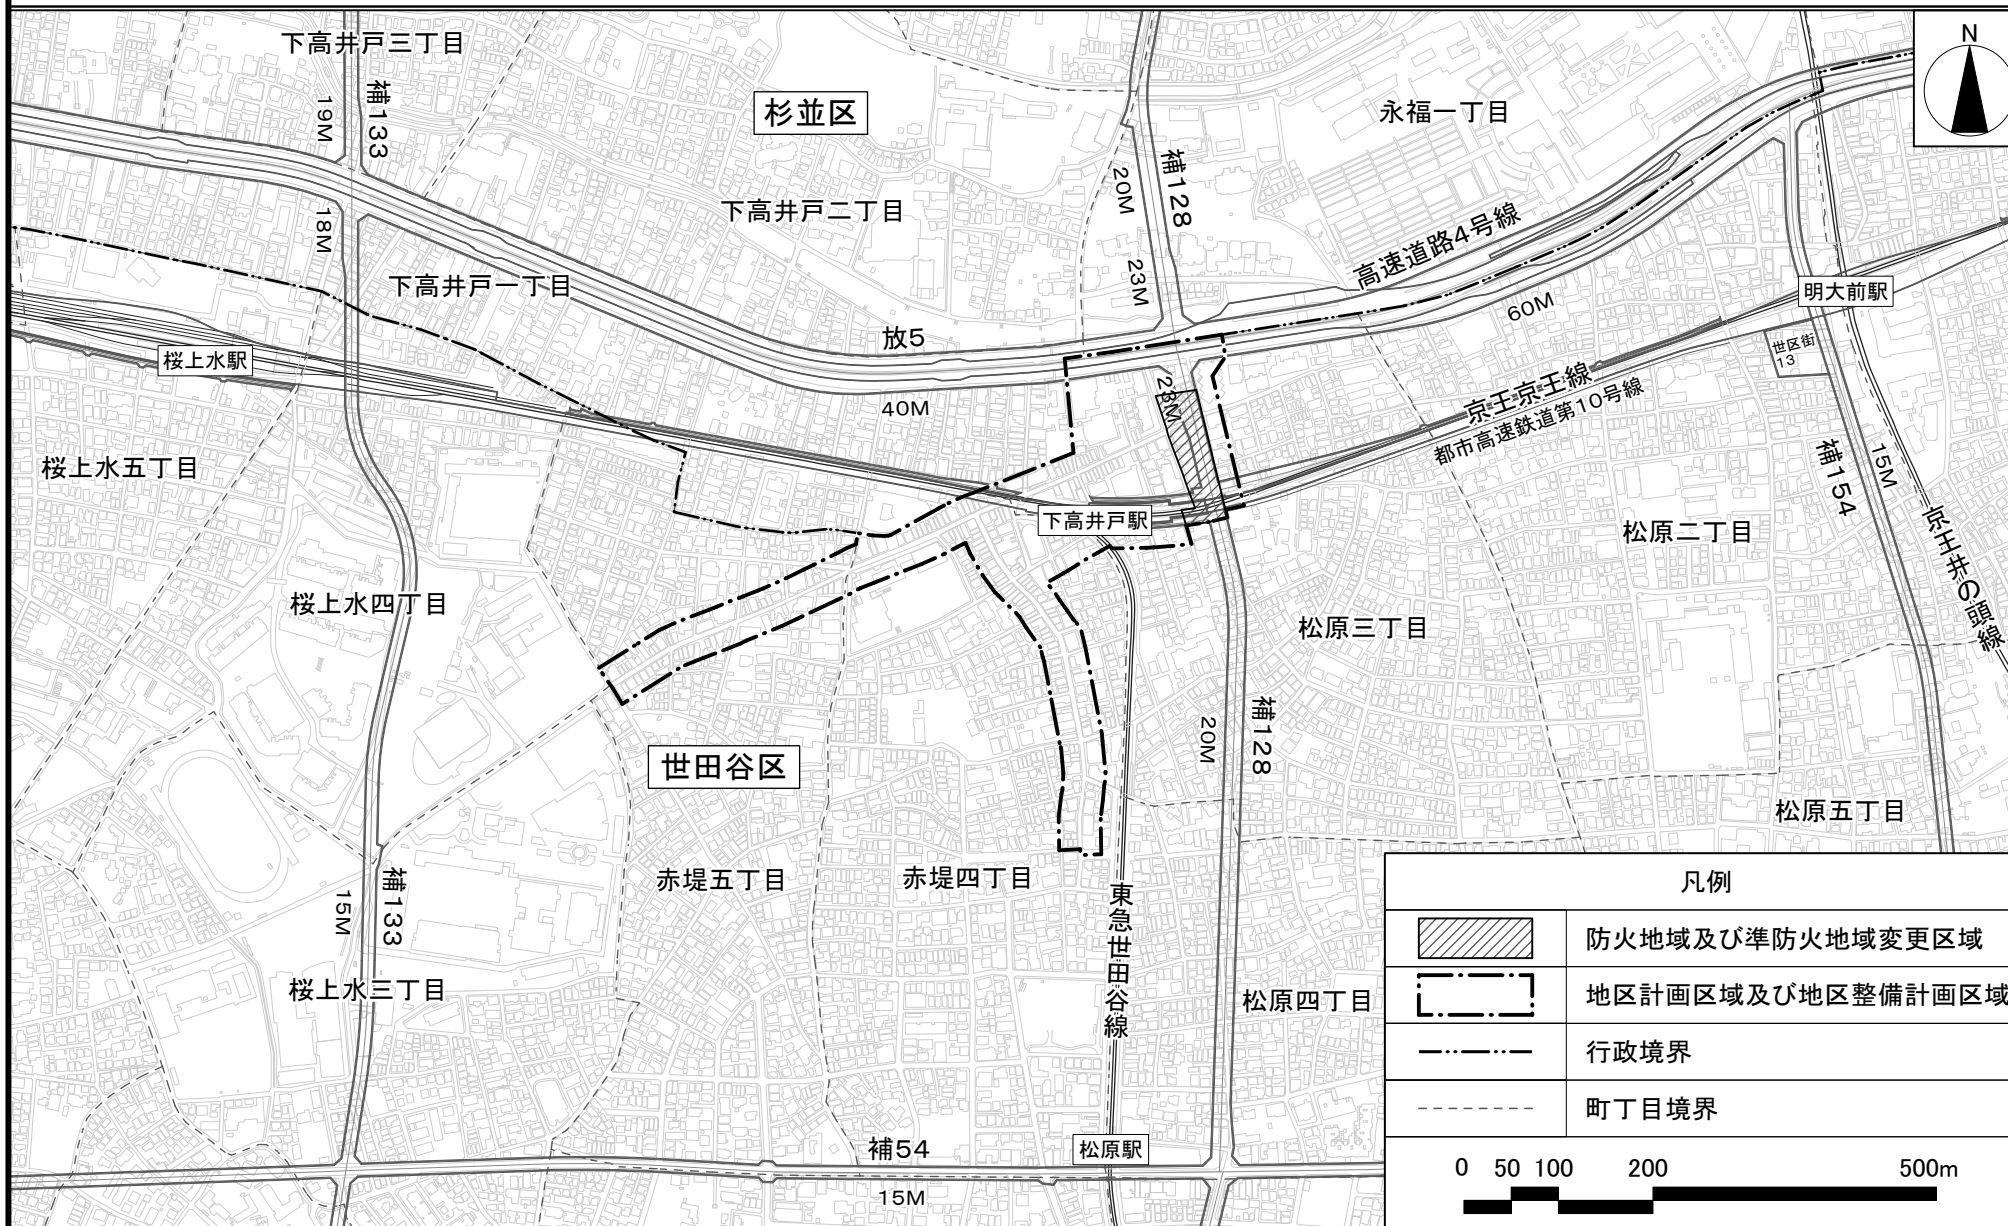 下高井戸三丁目
補133
19M
杉並区
永福一丁目
N
補128
20M
下高井戸二丁目
18M
下高井戸一丁目
23M
高速道路4号線
60M
明大前駅
世区街
13
放5
40M
桜上水駅
23M
京王京王線
都市高速鉄道第10号線
桜上水五丁目
補154
15M
下高井戸駅
松原二丁目
京王井の頭線
桜上水四丁目
松原三丁目
補128
20M
世田谷区
松原五丁目
赤堤五丁目
赤堤四丁目
補133
15M
東急世田谷線
桜上水三丁目
松原四丁目
補54
15M
松原駅
凡例
防火地域及び準防火地域変更区域
地区計画区域及び地区整備計画区域
行政境界
町丁目境界
0 50 100 200 500m